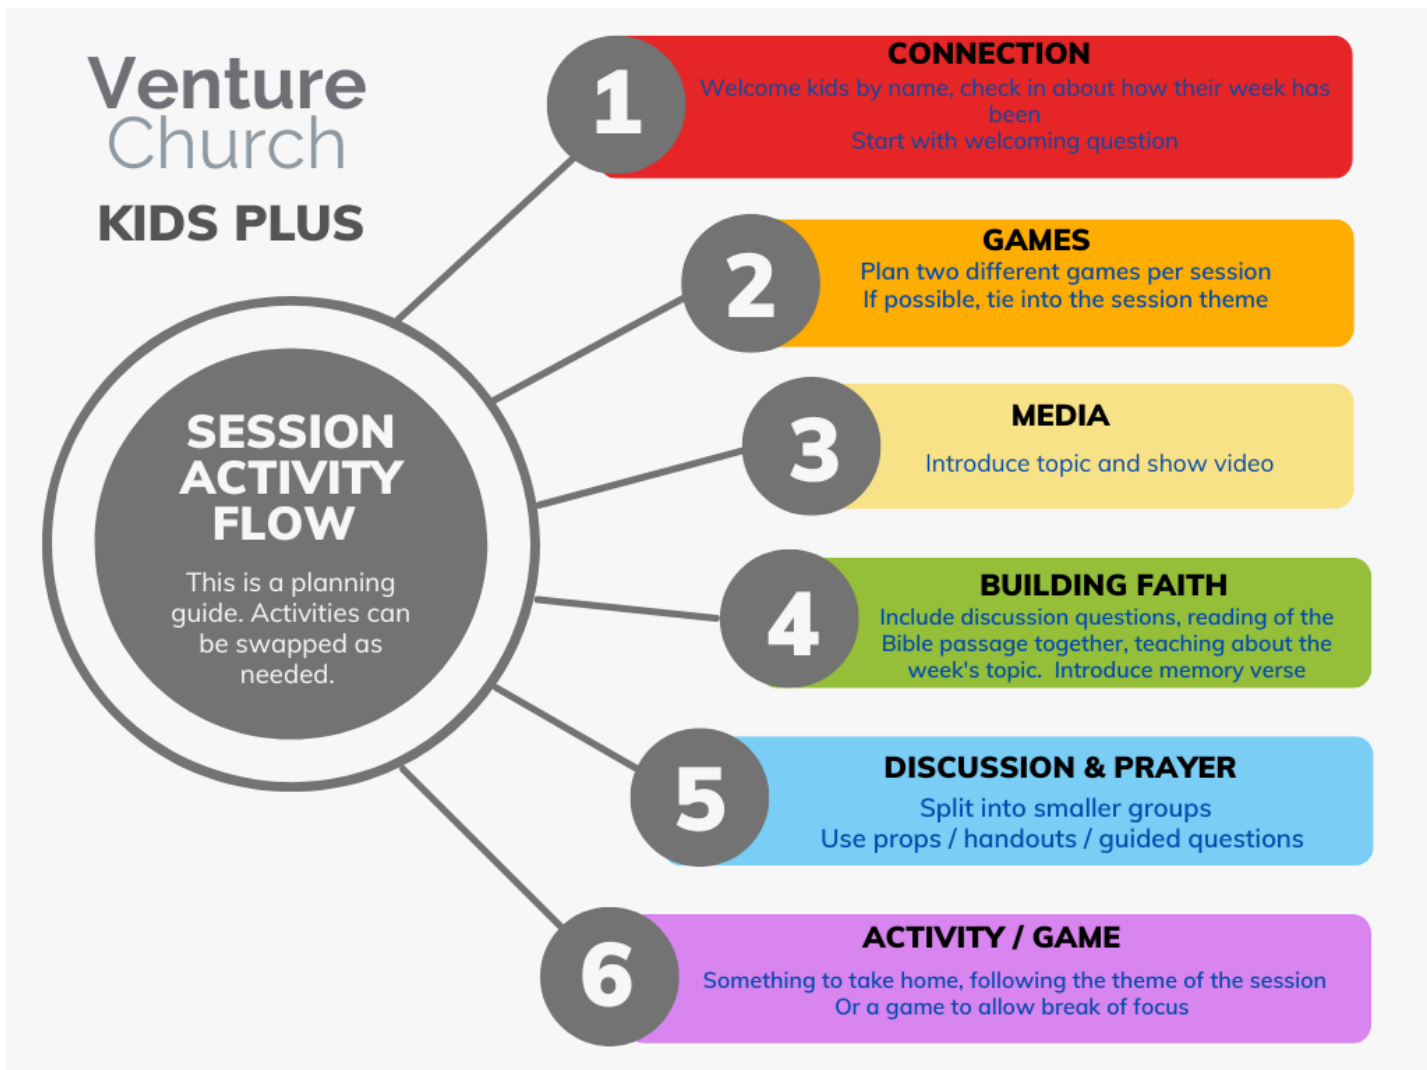 Venture
Church
KIDS PLUS
SESSION
ACTIVITY
FLOW
This is a planning
guide. Activities can
be swapped as
needed.
1
CONNECTION
Welcome kids by name, check in about how their week has
been
Start with welcoming question
2
GAMES
Plan two different games per session
If possible, tie into the session theme
3
MEDIA
Introduce topic and show video
4
BUILDING FAITH
Include discussion questions, reading of the
Bible passage together, teaching about the
week's topic.  Introduce memory verse
5
DISCUSSION & PRAYER
Split into smaller groups
Use props / handouts / guided questions
6
ACTIVITY / GAME
Something to take home, following the theme of the session
Or a game to allow break of focus